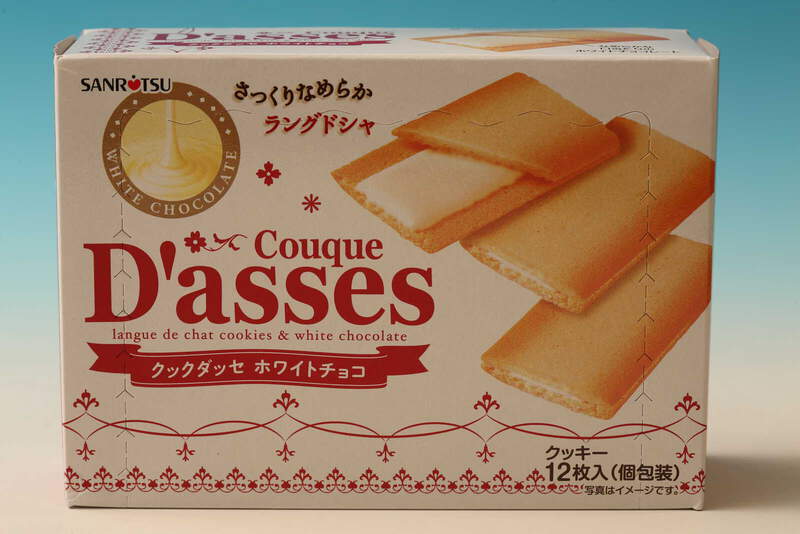 D'asses
SANRITSU
さっくりなめらか
ラングドシャ
WHITE CHOCOLATE
Couque
D'asses
langue de chat cookies & white chocolate
クックダッセ ホワイトチョコ
クッキー
12枚入(個包装)
写真はイメージです。